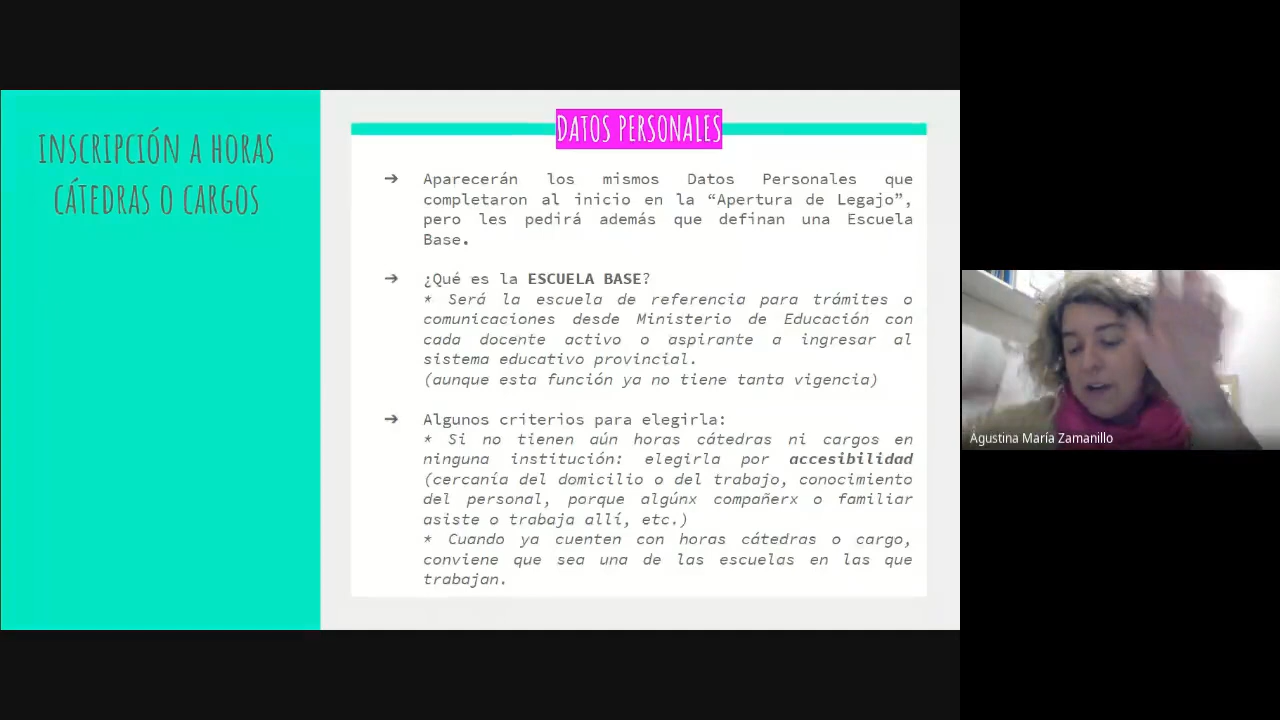 INSCRIPCIÓN A HORAS
CÁTEDRAS O CARGOS
DATOS PERSONALES
➔ Aparecerán los mismos Datos Personales que
completaron al inicio en la “Apertura de Legajo”,
pero les pedirá además que definan una Escuela
Base.
➔ ¿Qué es la ESCUELA BASE?
* Será la escuela de referencia para trámites o
comunicaciones desde Ministerio de Educación con
cada docente activo o aspirante a ingresar al
sistema educativo provincial.
(aunque esta función ya no tiene tanta vigencia)
➔ Algunos criterios para elegirla:
* Si no tienen aún horas cátedras ni cargos en
ninguna institución: elegirla por accesibilidad
(cercanía del domicilio o del trabajo, conocimiento
del personal, porque algúnx compañerx o familiar
asiste o trabaja allí, etc.)
* Cuando ya cuenten con horas cátedras o cargo,
conviene que sea una de las escuelas en las que
trabajan.
Agustina María Zamanillo